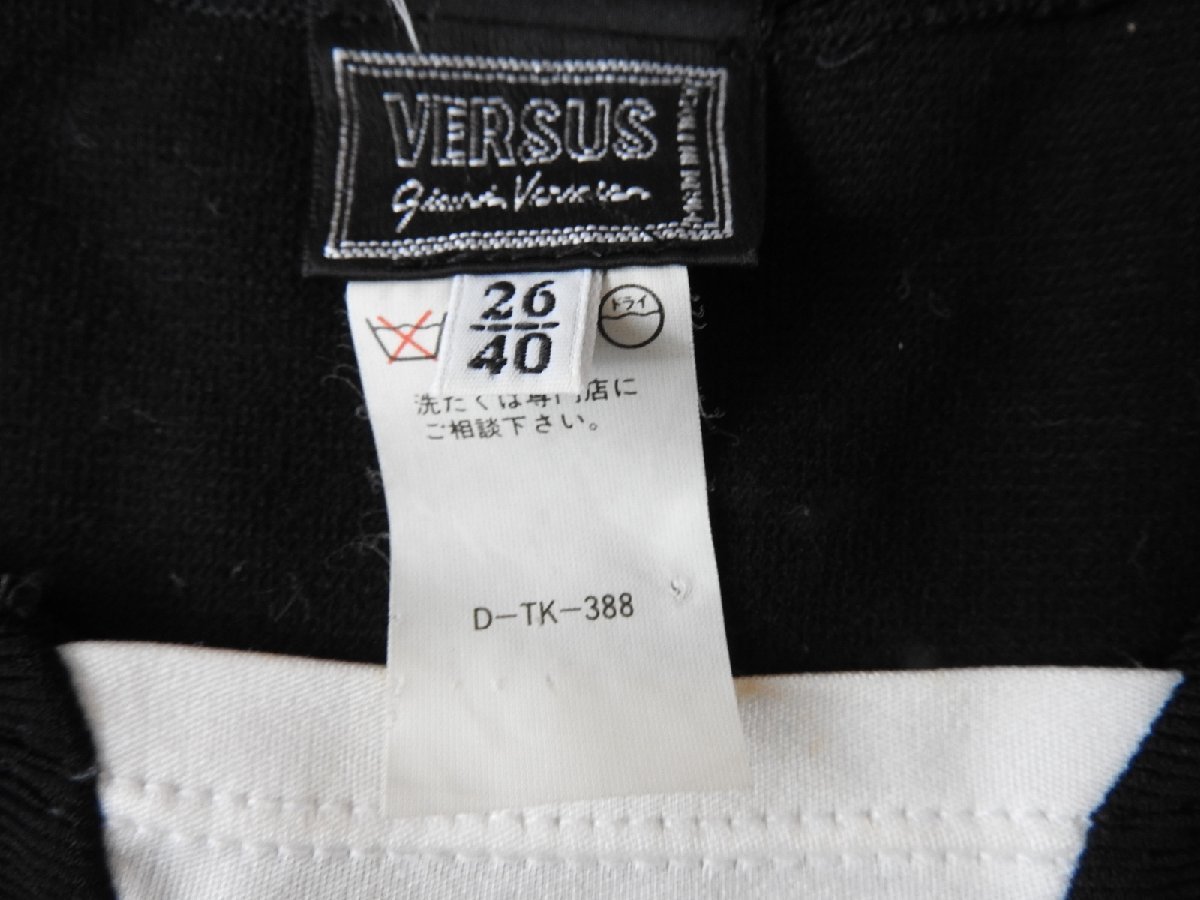 VERSUS
Gianni Versace
MADE IN ITALY
26
40
ドライ
洗たくは専門店に
ご相談下さい。
D-TK-388